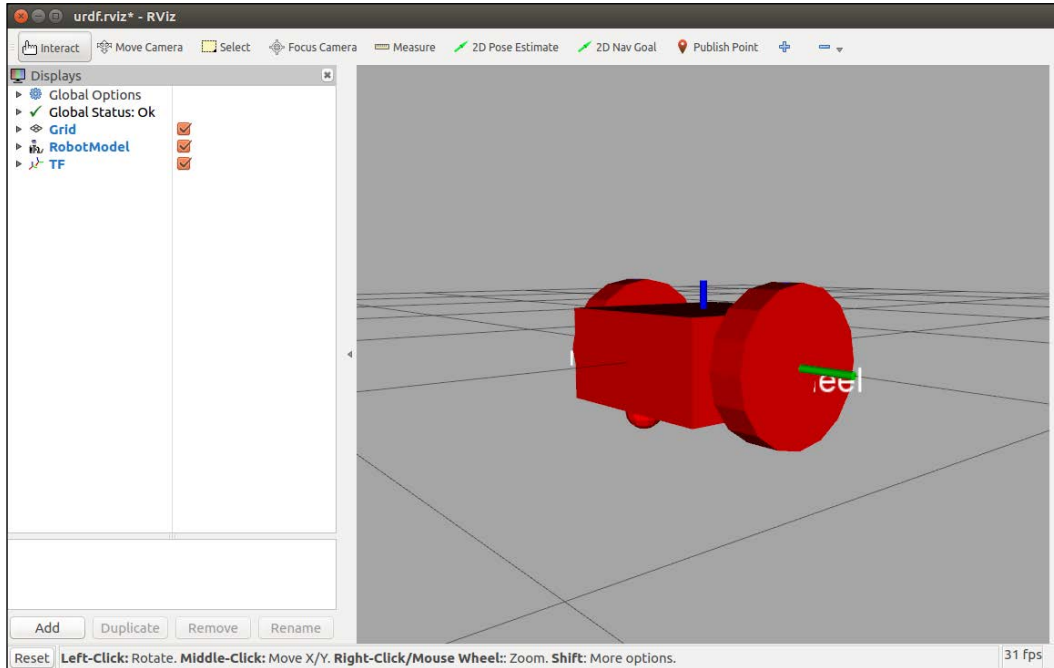 urdf.rviz* - RViz
Interact Move Camera Select Focus Camera Measure 2D Pose Estimate 2D Nav Goal Publish Point
Displays
Global Options
Global Status: Ok
Grid
RobotModel
TF
eel
Add Duplicate Remove Rename
Reset Left-Click: Rotate. Middle-Click: Move X/Y. Right-Click/Mouse Wheel:: Zoom. Shift: More options. 31 fps